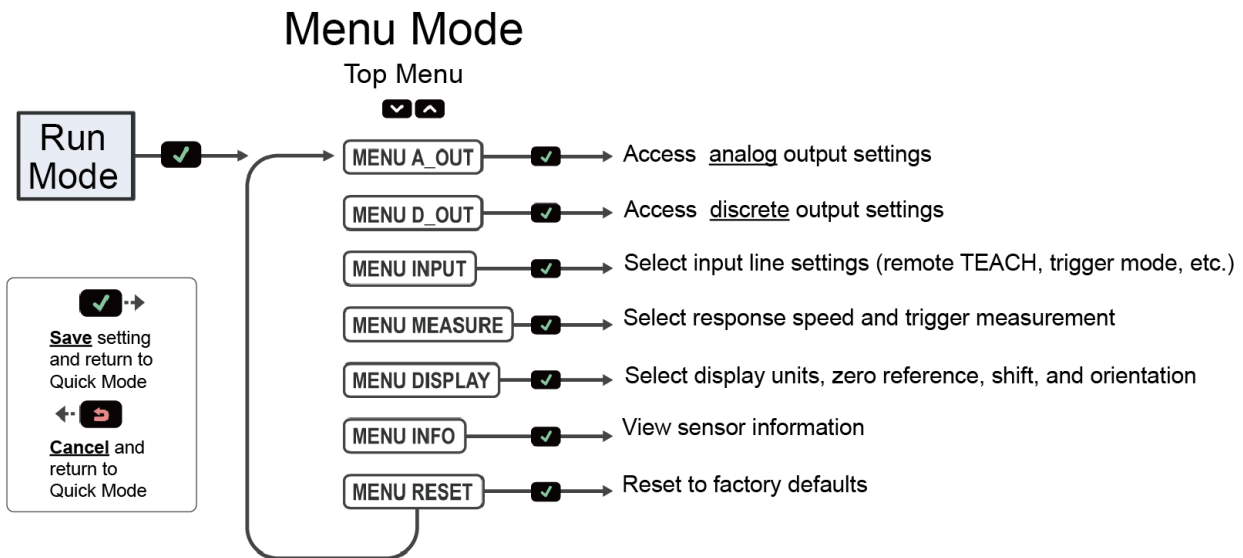 Menu Mode
Top Menu
Run
Mode
MENU A_OUT
Access analog output settings
MENU D_OUT
Access discrete output settings
MENU INPUT
Select input line settings (remote TEACH, trigger mode, etc.)
MENU MEASURE
Select response speed and trigger measurement
MENU DISPLAY
Select display units, zero reference, shift, and orientation
MENU INFO
View sensor information
MENU RESET
Reset to factory defaults
Save setting
and return to
Quick Mode
Cancel and
return to
Quick Mode